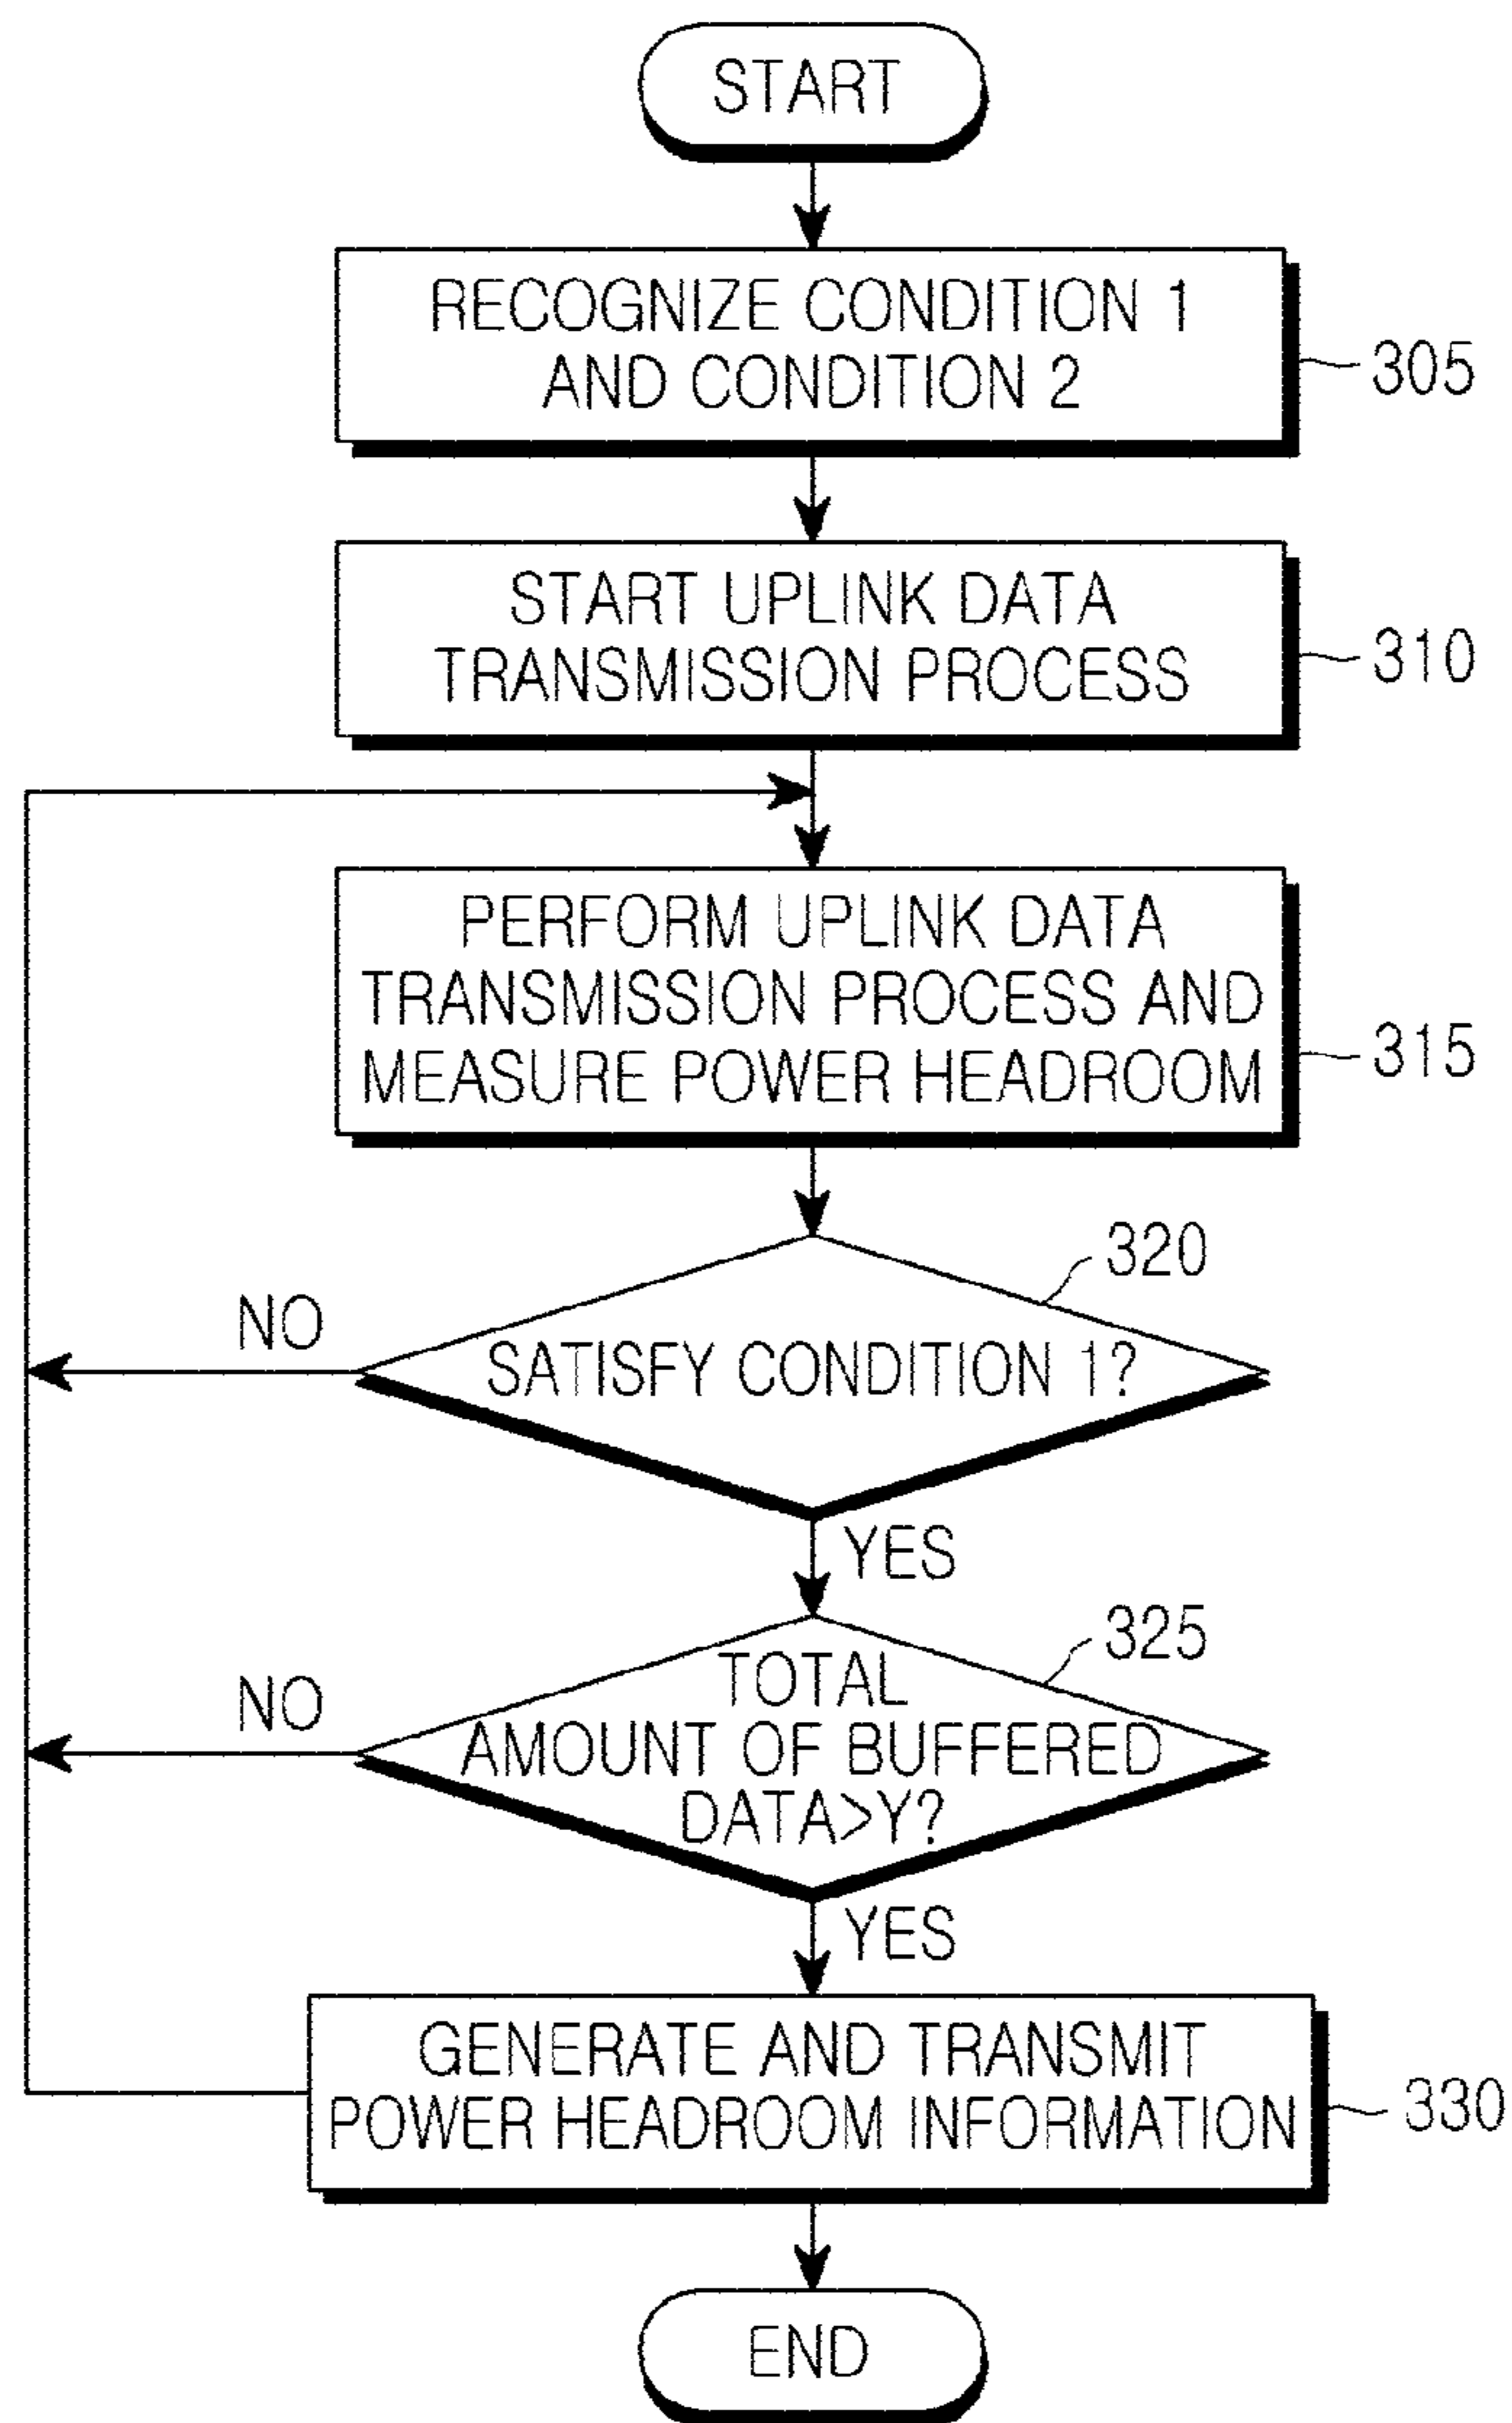 START
RECOGNIZE CONDITION 1
AND CONDITION 2
305
START UPLINK DATA
TRANSMISSION PROCESS
310
PERFORM UPLINK DATA
TRANSMISSION PROCESS AND
MEASURE POWER HEADROOM
315
320
NO
SATISFY CONDITION 1?
YES
325
NO
TOTAL
AMOUNT OF BUFFERED
DATA>Y?
YES
GENERATE AND TRANSMIT
POWER HEADROOM INFORMATION
330
END